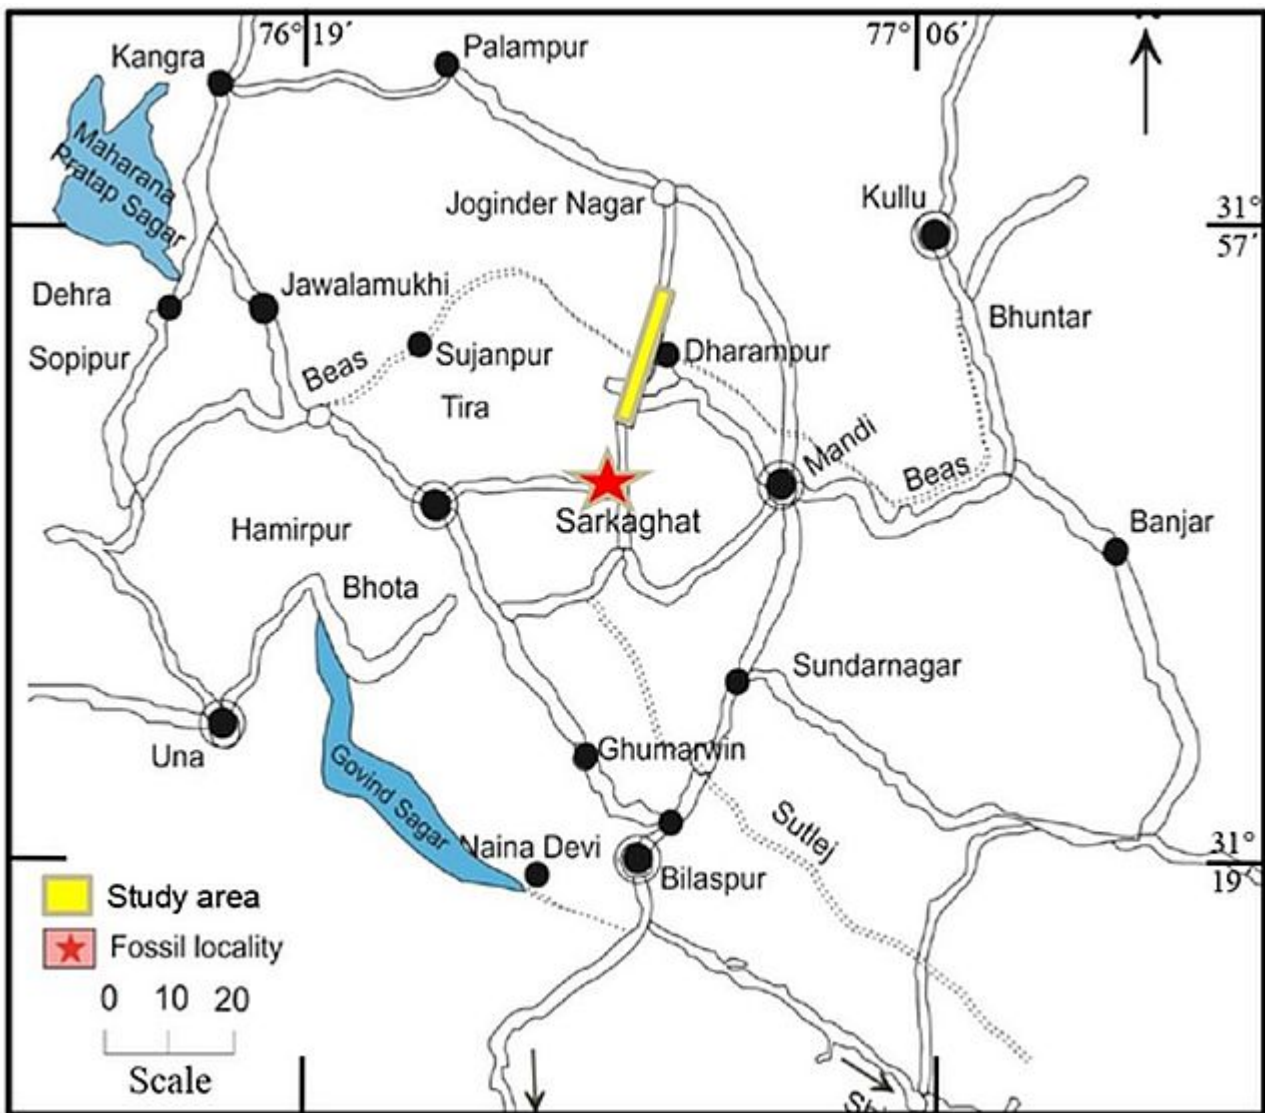 76° 19´
77° 06´
Kangra
Palampur
Maharana
Pratap Sagar
Joginder Nagar
Kullu
31°
57´
Dehra
Jawalamukhi
Bhuntar
Sopipur
Beas
Sujanpur
Dharampur
Tira
Mandi
Beas
Hamirpur
Sarkaghat
Banjar
Bhota
Sundarnagar
Una
Ghumarwin
Govind Sagar
Sutlej
Naina Devi
Bilaspur
31°
19´
Study area
Fossil locality
0 10 20
Scale